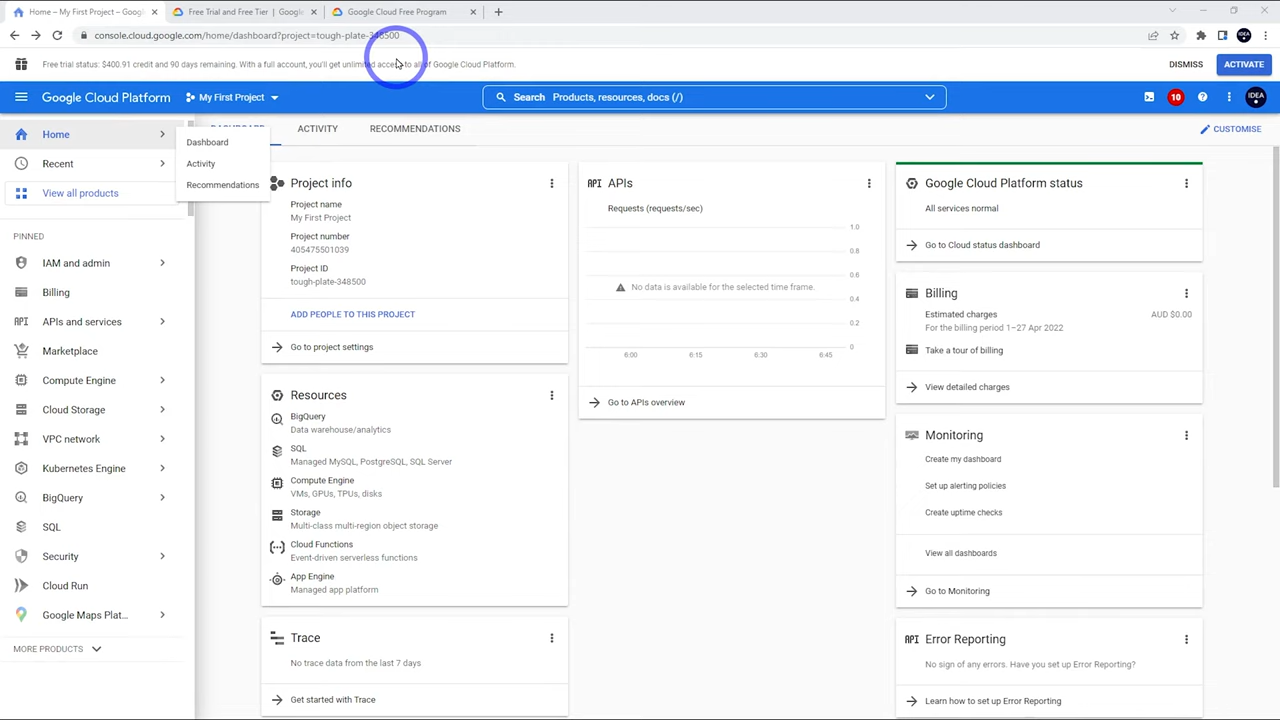 Home – My First Project – Google
Free Trial and Free Tier | Google
Google Cloud Free Program
console.cloud.google.com/home/dashboard?project=tough-plate-348500
Free trial status: $400.91 credit and 90 days remaining. With a full account, you'll get unlimited access to all of Google Cloud Platform.
DISMISS
ACTIVATE
Google Cloud Platform
My First Project
Search Products, resources, docs (/)
10
IDEA
Home
Recent
View all products
Dashboard
Activity
Recommendations
PINNED
IAM and admin
Billing
APIs and services
Marketplace
Compute Engine
Cloud Storage
VPC network
Kubernetes Engine
BigQuery
SQL
Security
Cloud Run
Google Maps Plat...
MORE PRODUCTS
DASHBOARD
ACTIVITY
RECOMMENDATIONS
CUSTOMISE
Project info
Project name
My First Project
Project number
405475501039
Project ID
tough-plate-348500
ADD PEOPLE TO THIS PROJECT
Go to project settings
Resources
BigQuery
Data warehouse/analytics
SQL
Managed MySQL, PostgreSQL, SQL Server
Compute Engine
VMs, GPUs, TPUs, disks
Storage
Multi-class multi-region object storage
Cloud Functions
Event-driven serverless functions
App Engine
Managed app platform
Trace
No trace data from the last 7 days
Get started with Trace
API APIs
Requests (requests/sec)
1.0
0.8
0.6
0.4
0.2
0
No data is available for the selected time frame.
6:00
6:15
6:30
6:45
Go to APIs overview
Google Cloud Platform status
All services normal
Go to Cloud status dashboard
Billing
Estimated charges
AUD $0.00
For the billing period 1–27 Apr 2022
Take a tour of billing
View detailed charges
Monitoring
Create my dashboard
Set up alerting policies
Create uptime checks
View all dashboards
Go to Monitoring
API Error Reporting
No sign of any errors. Have you set up Error Reporting?
Learn how to set up Error Reporting